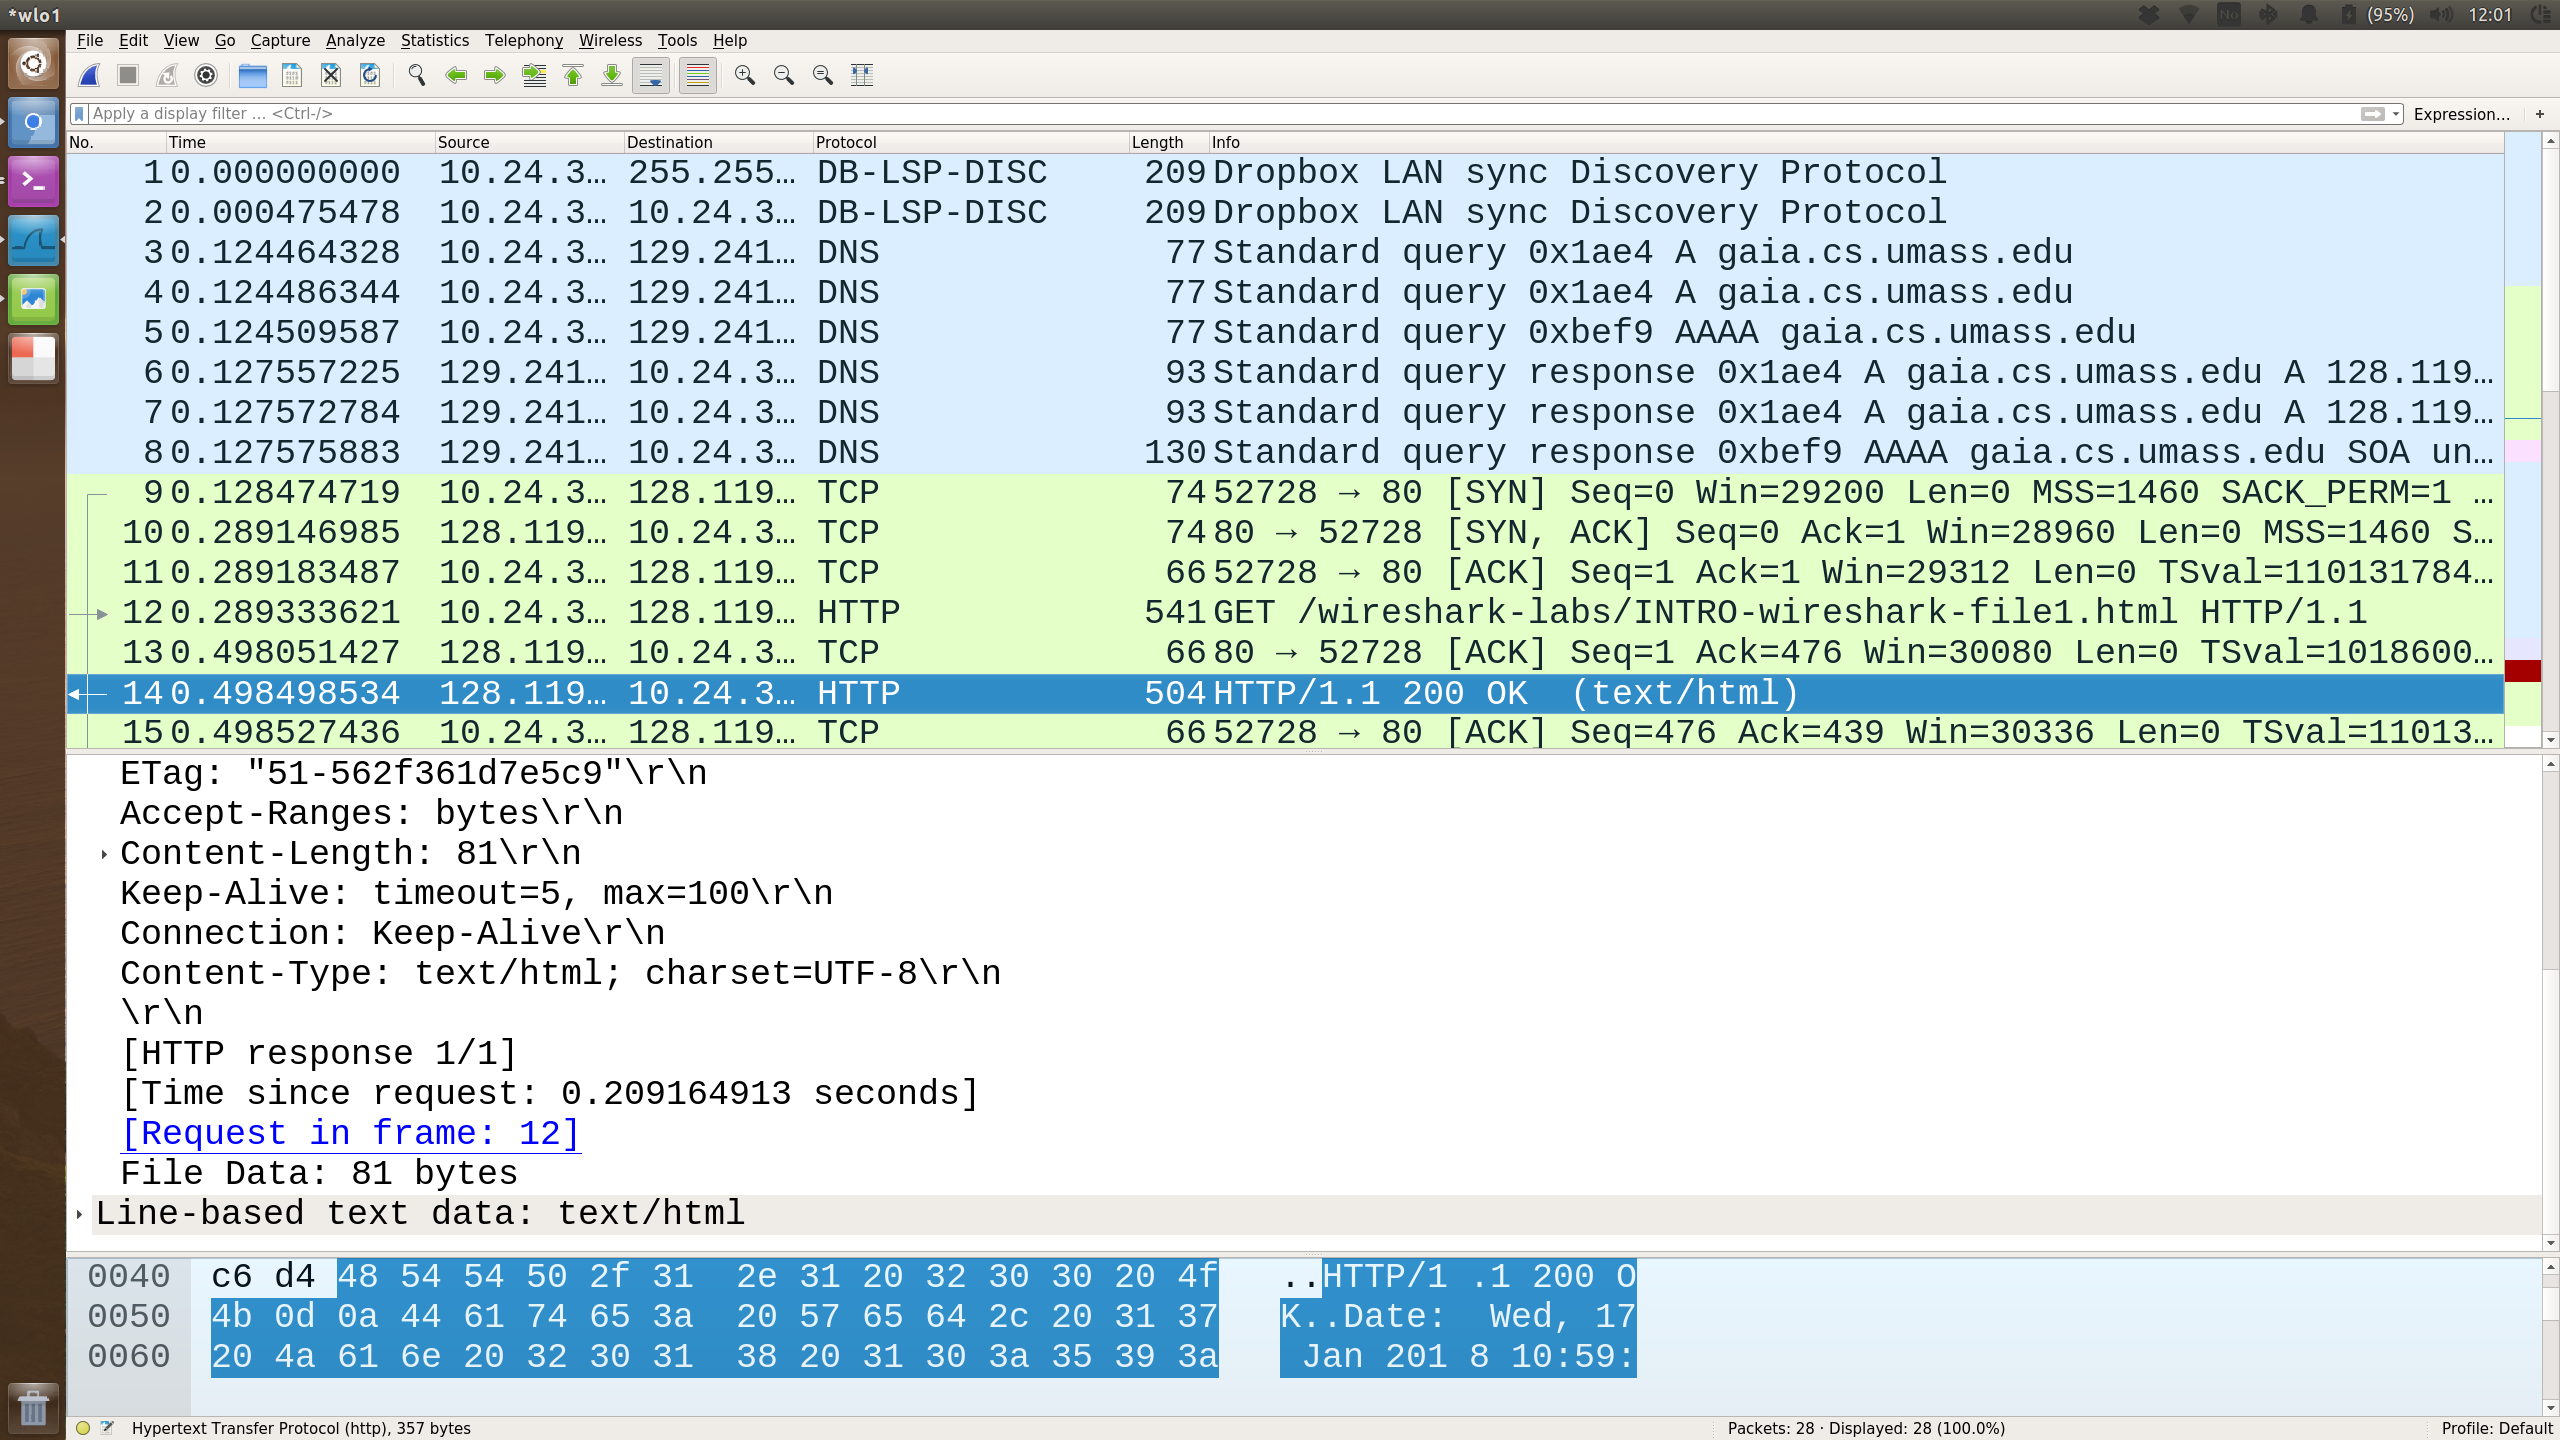 *wlo1
No (95%) 12:01
File Edit View Go Capture Analyze Statistics Telephony Wireless Tools Help
Apply a display filter ... <Ctrl-/> Expression... +
No. Time Source Destination Protocol Length Info
1 0.000000000 10.24.3… 255.255… DB-LSP-DISC 209 Dropbox LAN sync Discovery Protocol
2 0.000475478 10.24.3… 10.24.3… DB-LSP-DISC 209 Dropbox LAN sync Discovery Protocol
3 0.124464328 10.24.3… 129.241… DNS 77 Standard query 0x1ae4 A gaia.cs.umass.edu
4 0.124486344 10.24.3… 129.241… DNS 77 Standard query 0x1ae4 A gaia.cs.umass.edu
5 0.124509587 10.24.3… 129.241… DNS 77 Standard query 0xbef9 AAAA gaia.cs.umass.edu
6 0.127557225 129.241… 10.24.3… DNS 93 Standard query response 0x1ae4 A gaia.cs.umass.edu A 128.119…
7 0.127572784 129.241… 10.24.3… DNS 93 Standard query response 0x1ae4 A gaia.cs.umass.edu A 128.119…
8 0.127575883 129.241… 10.24.3… DNS 130 Standard query response 0xbef9 AAAA gaia.cs.umass.edu SOA un…
9 0.128474719 10.24.3… 128.119… TCP 74 52728 → 80 [SYN] Seq=0 Win=29200 Len=0 MSS=1460 SACK_PERM=1 …
10 0.289146985 128.119… 10.24.3… TCP 74 80 → 52728 [SYN, ACK] Seq=0 Ack=1 Win=28960 Len=0 MSS=1460 S…
11 0.289183487 10.24.3… 128.119… TCP 66 52728 → 80 [ACK] Seq=1 Ack=1 Win=29312 Len=0 TSval=110131784…
12 0.289333621 10.24.3… 128.119… HTTP 541 GET /wireshark-labs/INTRO-wireshark-file1.html HTTP/1.1
13 0.498051427 128.119… 10.24.3… TCP 66 80 → 52728 [ACK] Seq=1 Ack=476 Win=30080 Len=0 TSval=1018600…
14 0.498498534 128.119… 10.24.3… HTTP 504 HTTP/1.1 200 OK (text/html)
15 0.498527436 10.24.3… 128.119… TCP 66 52728 → 80 [ACK] Seq=476 Ack=439 Win=30336 Len=0 TSval=11013…
ETag: "51-562f361d7e5c9"\r\n
Accept-Ranges: bytes\r\n
Content-Length: 81\r\n
Keep-Alive: timeout=5, max=100\r\n
Connection: Keep-Alive\r\n
Content-Type: text/html; charset=UTF-8\r\n
\r\n
[HTTP response 1/1]
[Time since request: 0.209164913 seconds]
[Request in frame: 12]
File Data: 81 bytes
Line-based text data: text/html
0040 c6 d4 48 54 54 50 2f 31 2e 31 20 32 30 30 20 4f ..HTTP/1 .1 200 O
0050 4b 0d 0a 44 61 74 65 3a 20 57 65 64 2c 20 31 37 K..Date: Wed, 17
0060 20 4a 61 6e 20 32 30 31 38 20 31 30 3a 35 39 3a Jan 201 8 10:59:
Hypertext Transfer Protocol (http), 357 bytes Packets: 28 · Displayed: 28 (100.0%) Profile: Default